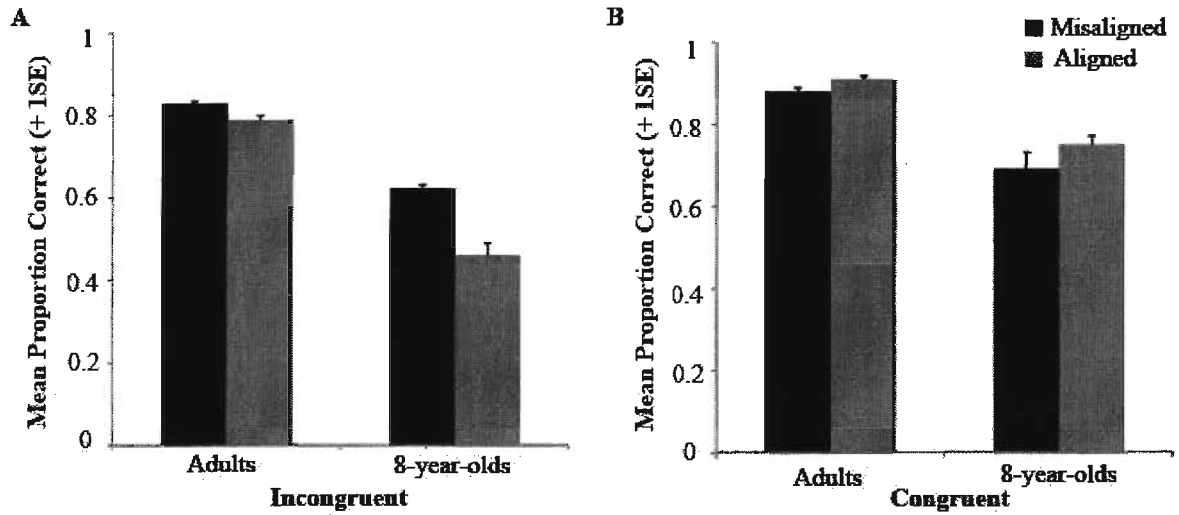 A
Mean Proportion Correct (+ 1SE)
1
0.8
0.6
0.4
0.2
0
Adults
8-year-olds
Incongruent
B
Misaligned
Aligned
Mean Proportion Correct (+ 1SE)
1
0.8
0.6
0.4
0.2
0
Adults
8-year-olds
Congruent